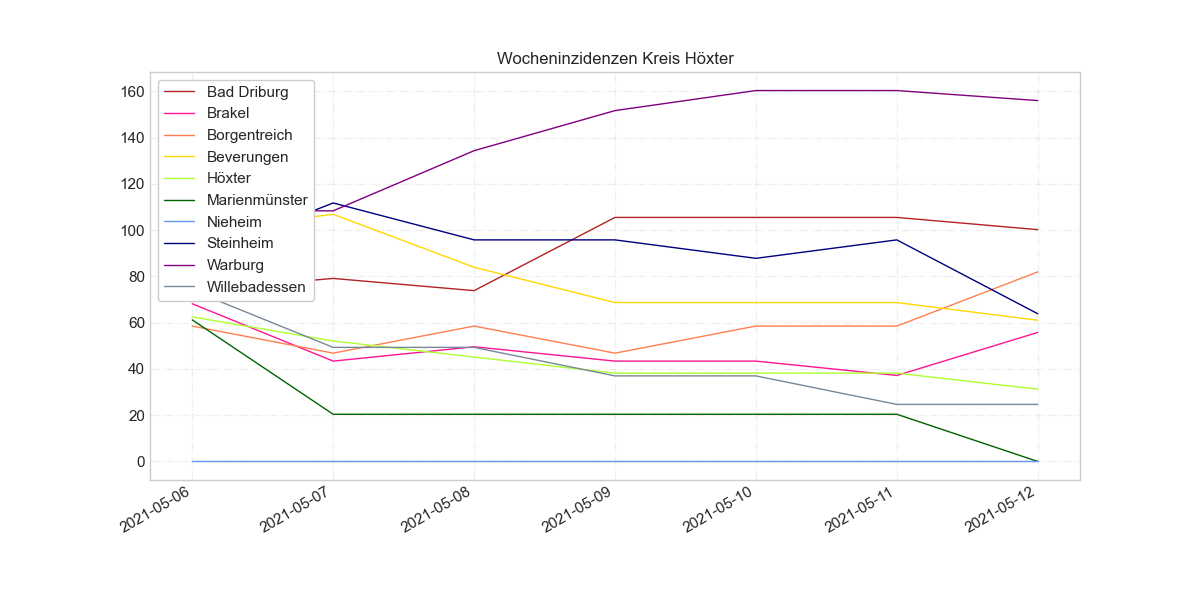 Wocheninzidenzen Kreis Höxter
160
140
120
100
80
60
40
20
0
Bad Driburg
Brakel
Borgentreich
Beverungen
Höxter
Marienmünster
Nieheim
Steinheim
Warburg
Willebadessen
2021-05-06
2021-05-07
2021-05-08
2021-05-09
2021-05-10
2021-05-11
2021-05-12